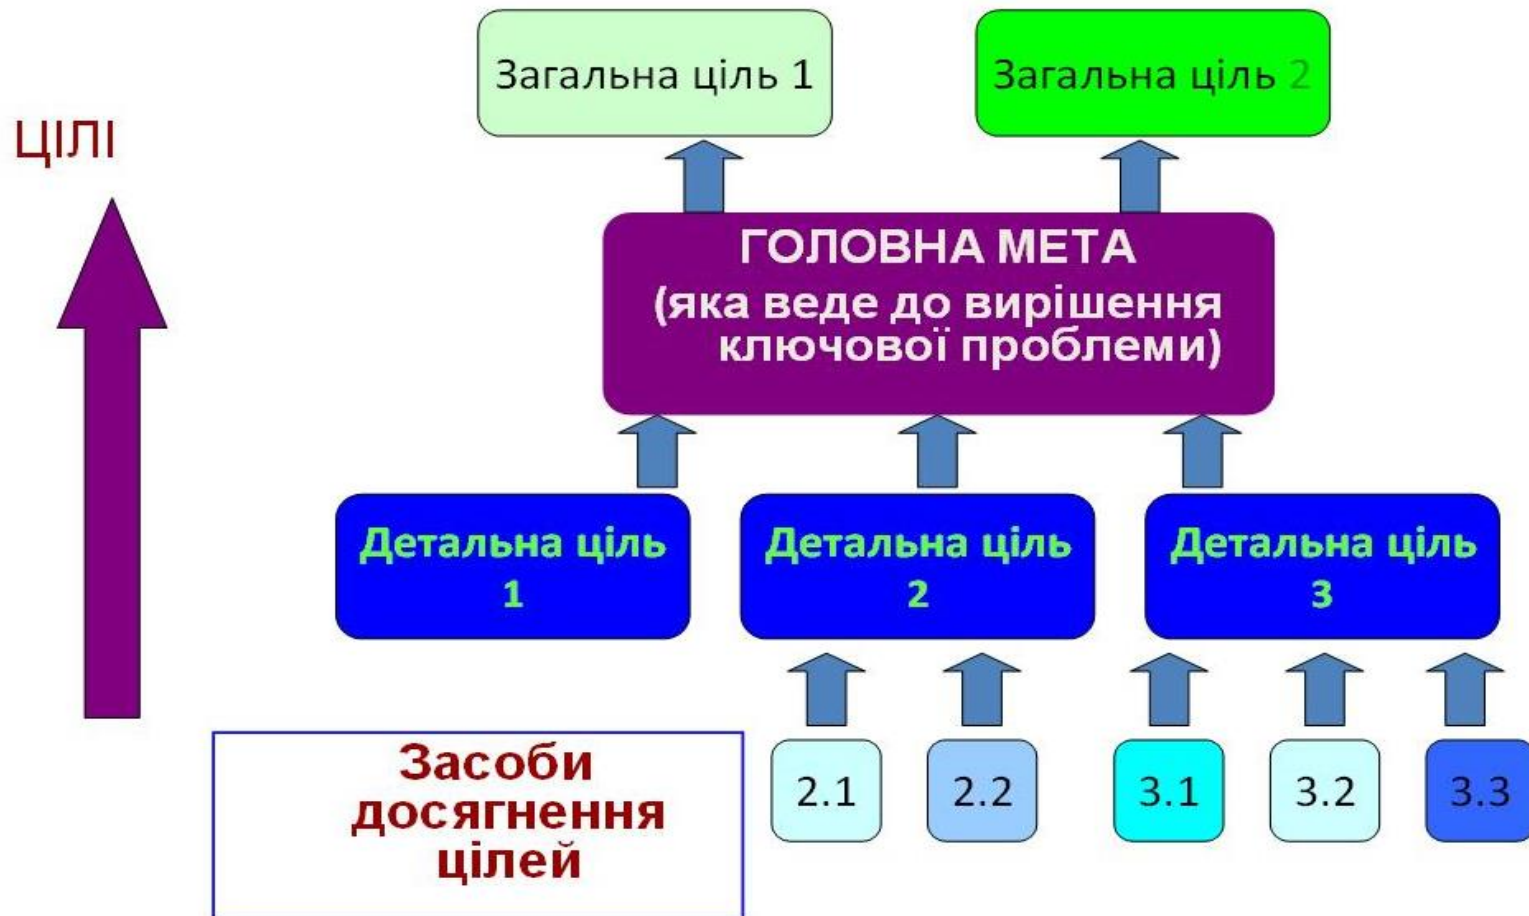 Загальна ціль 1
Загальна ціль 2
ЦІЛІ
ГОЛОВНА МЕТА
(яка веде до вирішення
ключової проблеми)
Детальна ціль
1
Детальна ціль
2
Детальна ціль
3
Засоби
досягнення
цілей
2.1
2.2
3.1
3.2
3.3